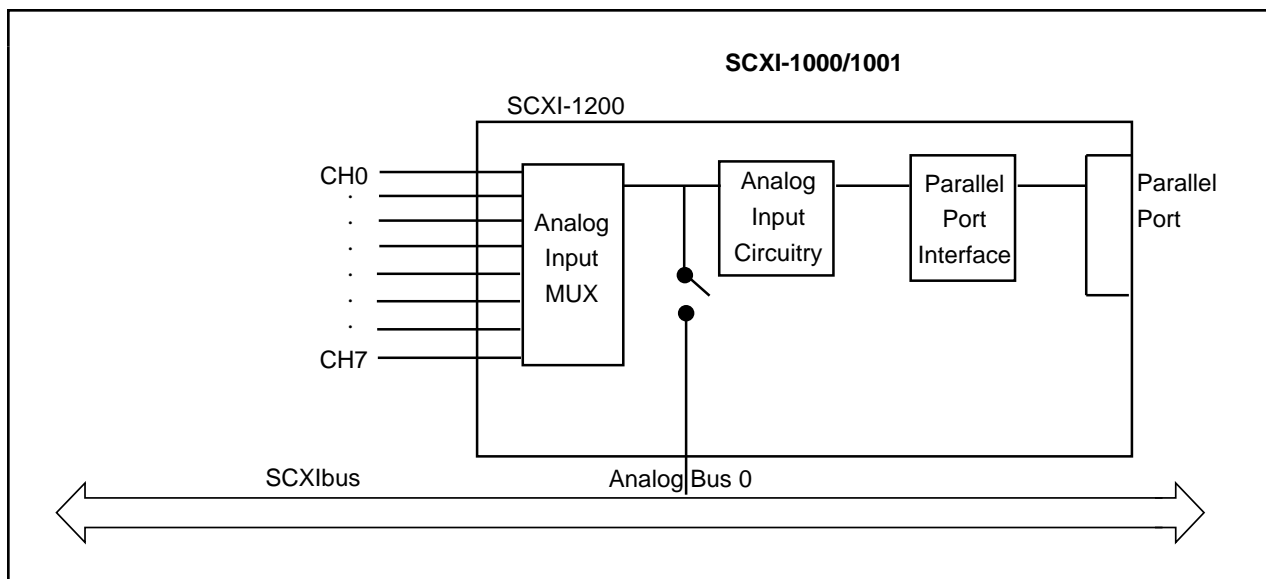 SCXI-1000/1001
SCXI-1200
CH0
.
.
.
.
.
.
CH7
Analog
Input
MUX
Analog
Input
Circuitry
Parallel
Port
Interface
Parallel
Port
SCXIbus
Analog Bus 0